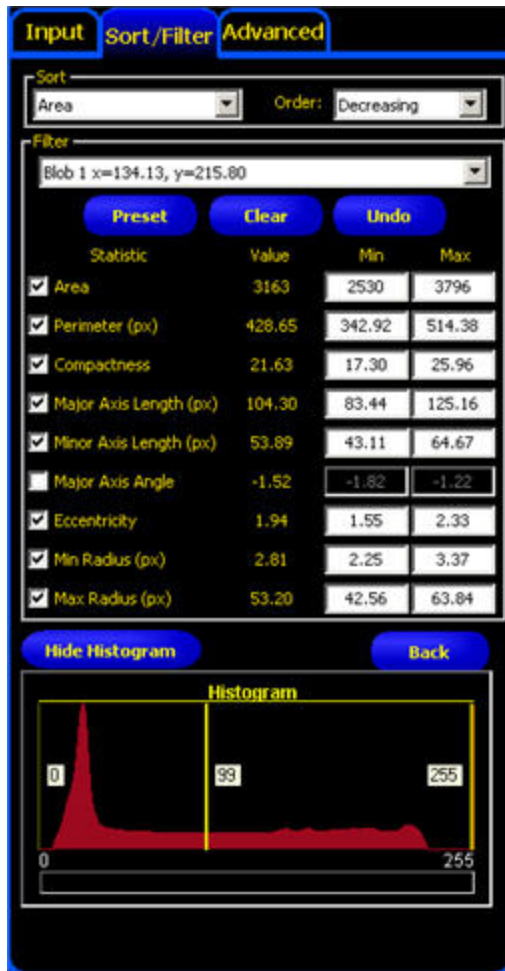 Input Sort/Filter Advanced
Sort
Area Order: Decreasing
Filter
Blob 1 x=134.13, y=215.80
Preset Clear Undo
Statistic Value Min Max
Area 3163 2530 3796
Perimeter (px) 428.65 342.92 514.38
Compactness 21.63 17.30 25.96
Major Axis Length (px) 104.30 83.44 125.16
Minor Axis Length (px) 53.89 43.11 64.67
Major Axis Angle -1.52 -1.82 -1.22
Eccentricity 1.94 1.55 2.33
Min Radius (px) 2.81 2.25 3.37
Max Radius (px) 53.20 42.56 63.84
Hide Histogram Back
Histogram
0 99 255
0 255